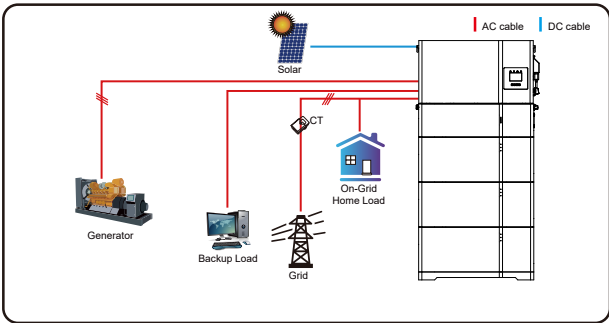 AC cable
DC cable
Solar
CT
On-Grid
Home Load
Generator
Backup Load
Grid